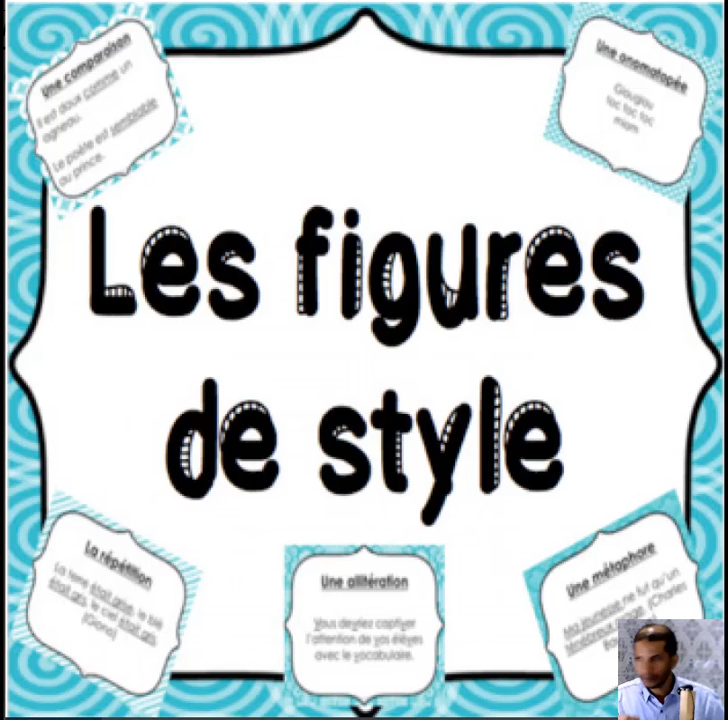 Une comparaison
Il est doux comme un
agneau.
Le poète est semblable
au prince.
Une onomatopée
Glouglou
toc toc toc
miam
Les figures
de style
La répétition
La terre était grise, le blé
était gris, le ciel était gris.
(Giono)
Une allitération
Vous devriez captiver
l'attention de vos élèves
avec le vocabulaire.
Une métaphore
Ma jeunesse ne fut qu'un
ténébreux orage. (Charles